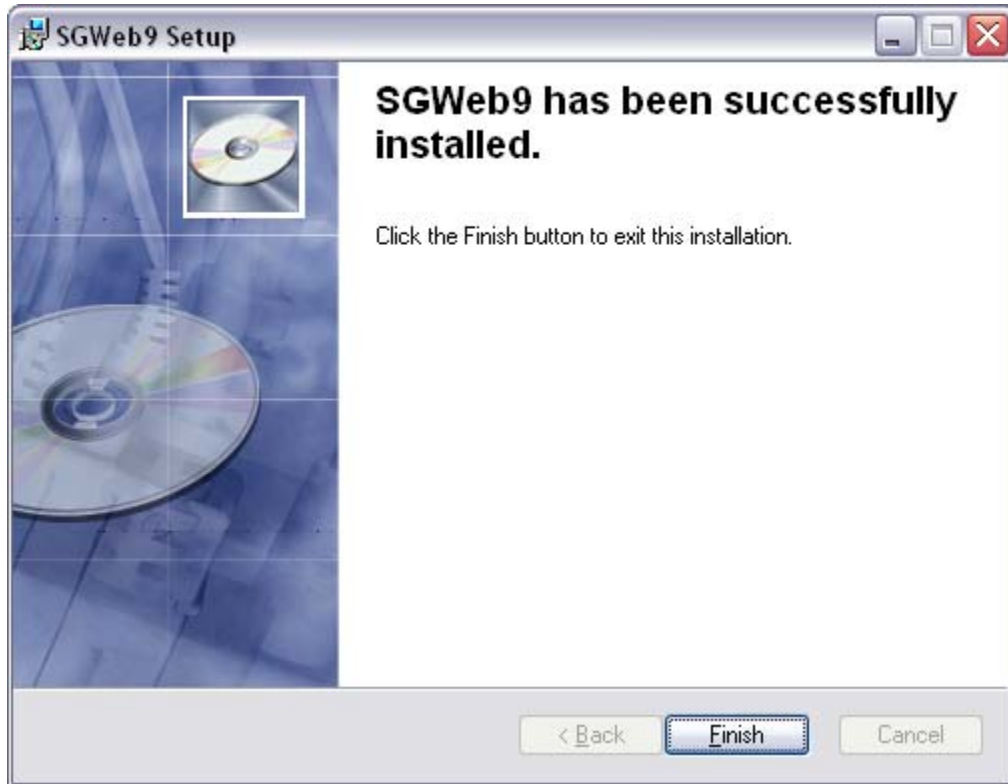 SGWeb9 Setup
SGWeb9 has been successfully
installed.
Click the Finish button to exit this installation.
< Back
Finish
Cancel